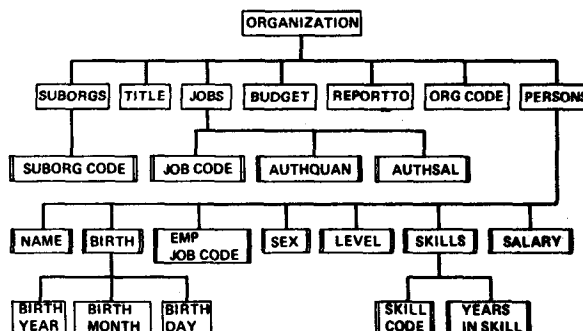 ORGANIZATION
SUBORGS TITLE JOBS BUDGET REPORTTO ORG CODE PERSONS
SUBORG CODE JOB CODE AUTHQUAN AUTHSAL
NAME BIRTH EMP JOB CODE SEX LEVEL SKILLS SALARY
BIRTH YEAR BIRTH MONTH BIRTH DAY SKILL CODE YEARS IN SKILL